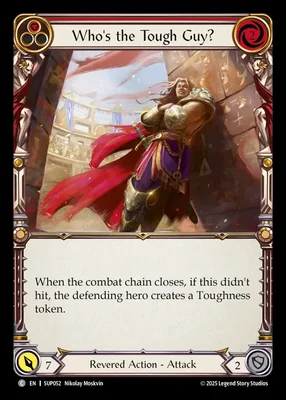 Who's the Tough Guy?
When the combat chain closes, if this didn't
hit, the defending hero creates a Toughness
token.
7
Revered Action - Attack
2
C EN SUP052 Nikolay Moskvin
©2025 Legend Story Studios